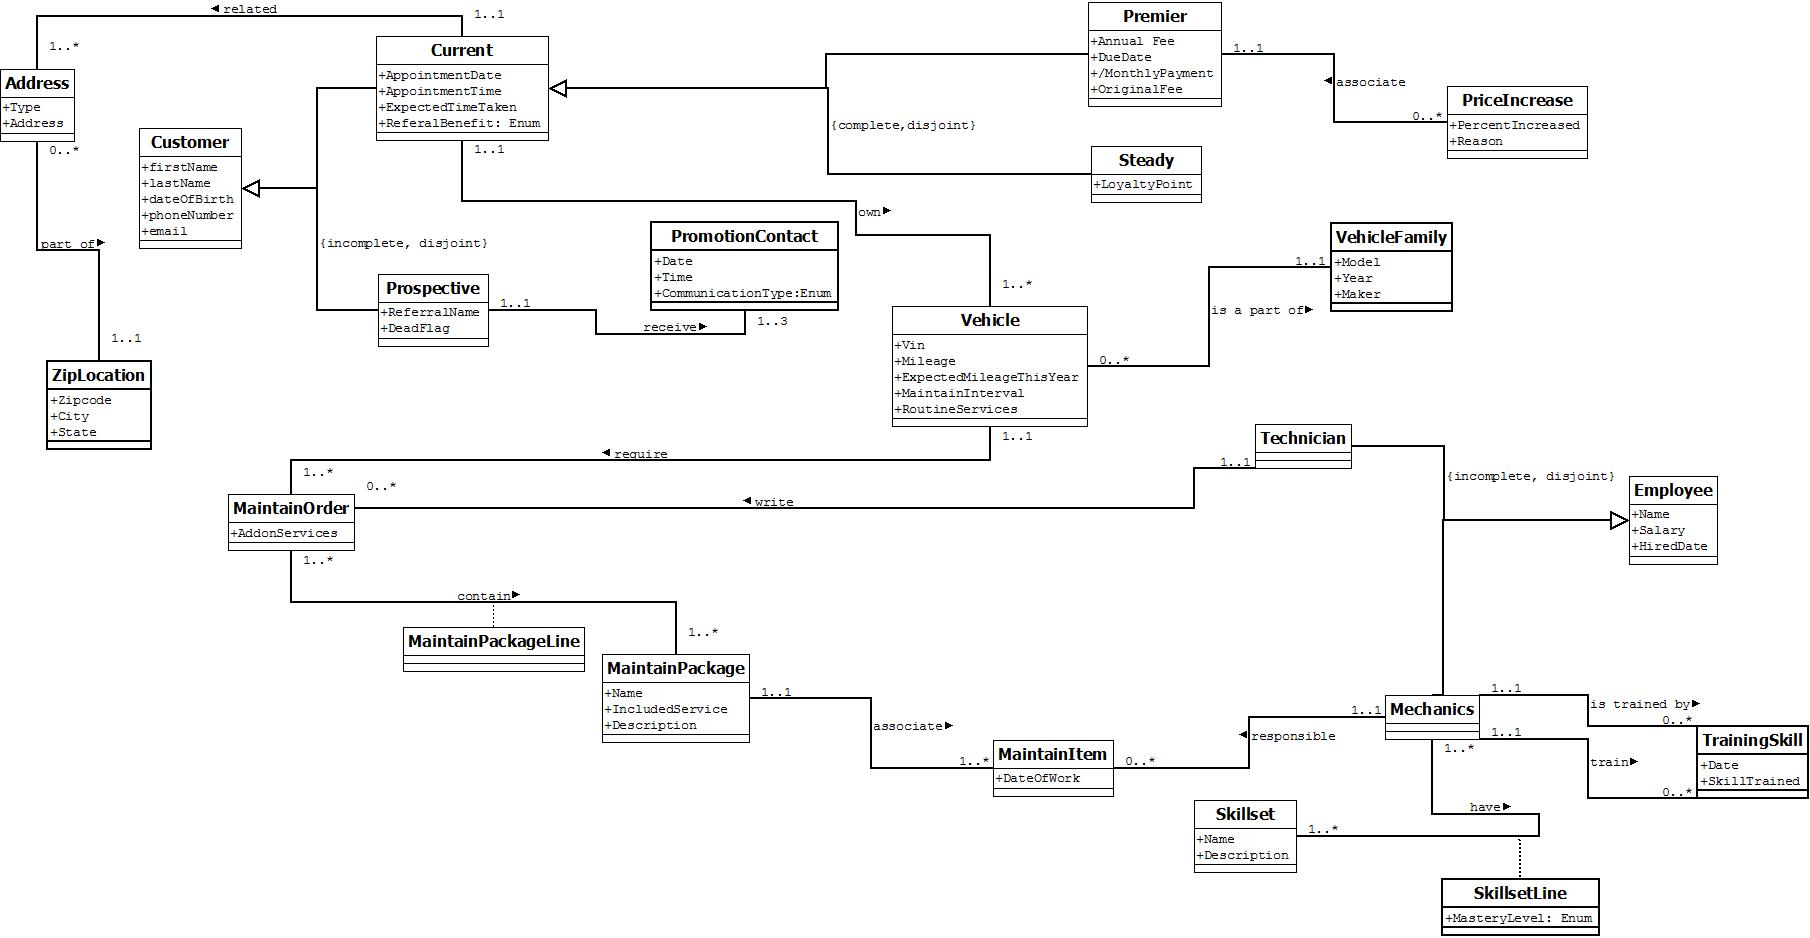 related
1..1
1..*
Address
+Type
+Address
0..*
part of
1..1
ZipLocation
+Zipcode
+City
+State
Customer
+firstName
+lastName
+dateOfBirth
+phoneNumber
+email
Current
+AppointmentDate
+AppointmentTime
+ExpectedTimeTaken
+ReferalBenefit: Enum
1..1
{incomplete, disjoint}
Prospective
+ReferralName
+DeadFlag
1..1
receive
1..3
PromotionContact
+Date
+Time
+CommunicationType:Enum
{complete,disjoint}
Premier
+Annual Fee
+DueDate
+/MonthlyPayment
+OriginalFee
1..1
associate
0..*
PriceIncrease
+PercentIncreased
+Reason
Steady
+LoyaltyPoint
own
1..*
Vehicle
+Vin
+Mileage
+ExpectedMileageThisYear
+MaintainInterval
+RoutineServices
0..*
is a part of
1..1
VehicleFamily
+Model
+Year
+Maker
1..1
require
1..*
MaintainOrder
+AddonServices
0..*
write
1..1
Technician
{incomplete, disjoint}
Employee
+Name
+Salary
+HiredDate
1..*
contain
MaintainPackageLine
1..*
MaintainPackage
+Name
+IncludedService
+Description
1..1
associate
1..*
MaintainItem
+DateOfWork
0..*
responsible
1..1
Mechanics
1..1
is trained by
0..*
1..1
train
0..*
TrainingSkill
+Date
+SkillTrained
1..*
have
1..*
Skillset
+Name
+Description
SkillsetLine
+MasteryLevel: Enum